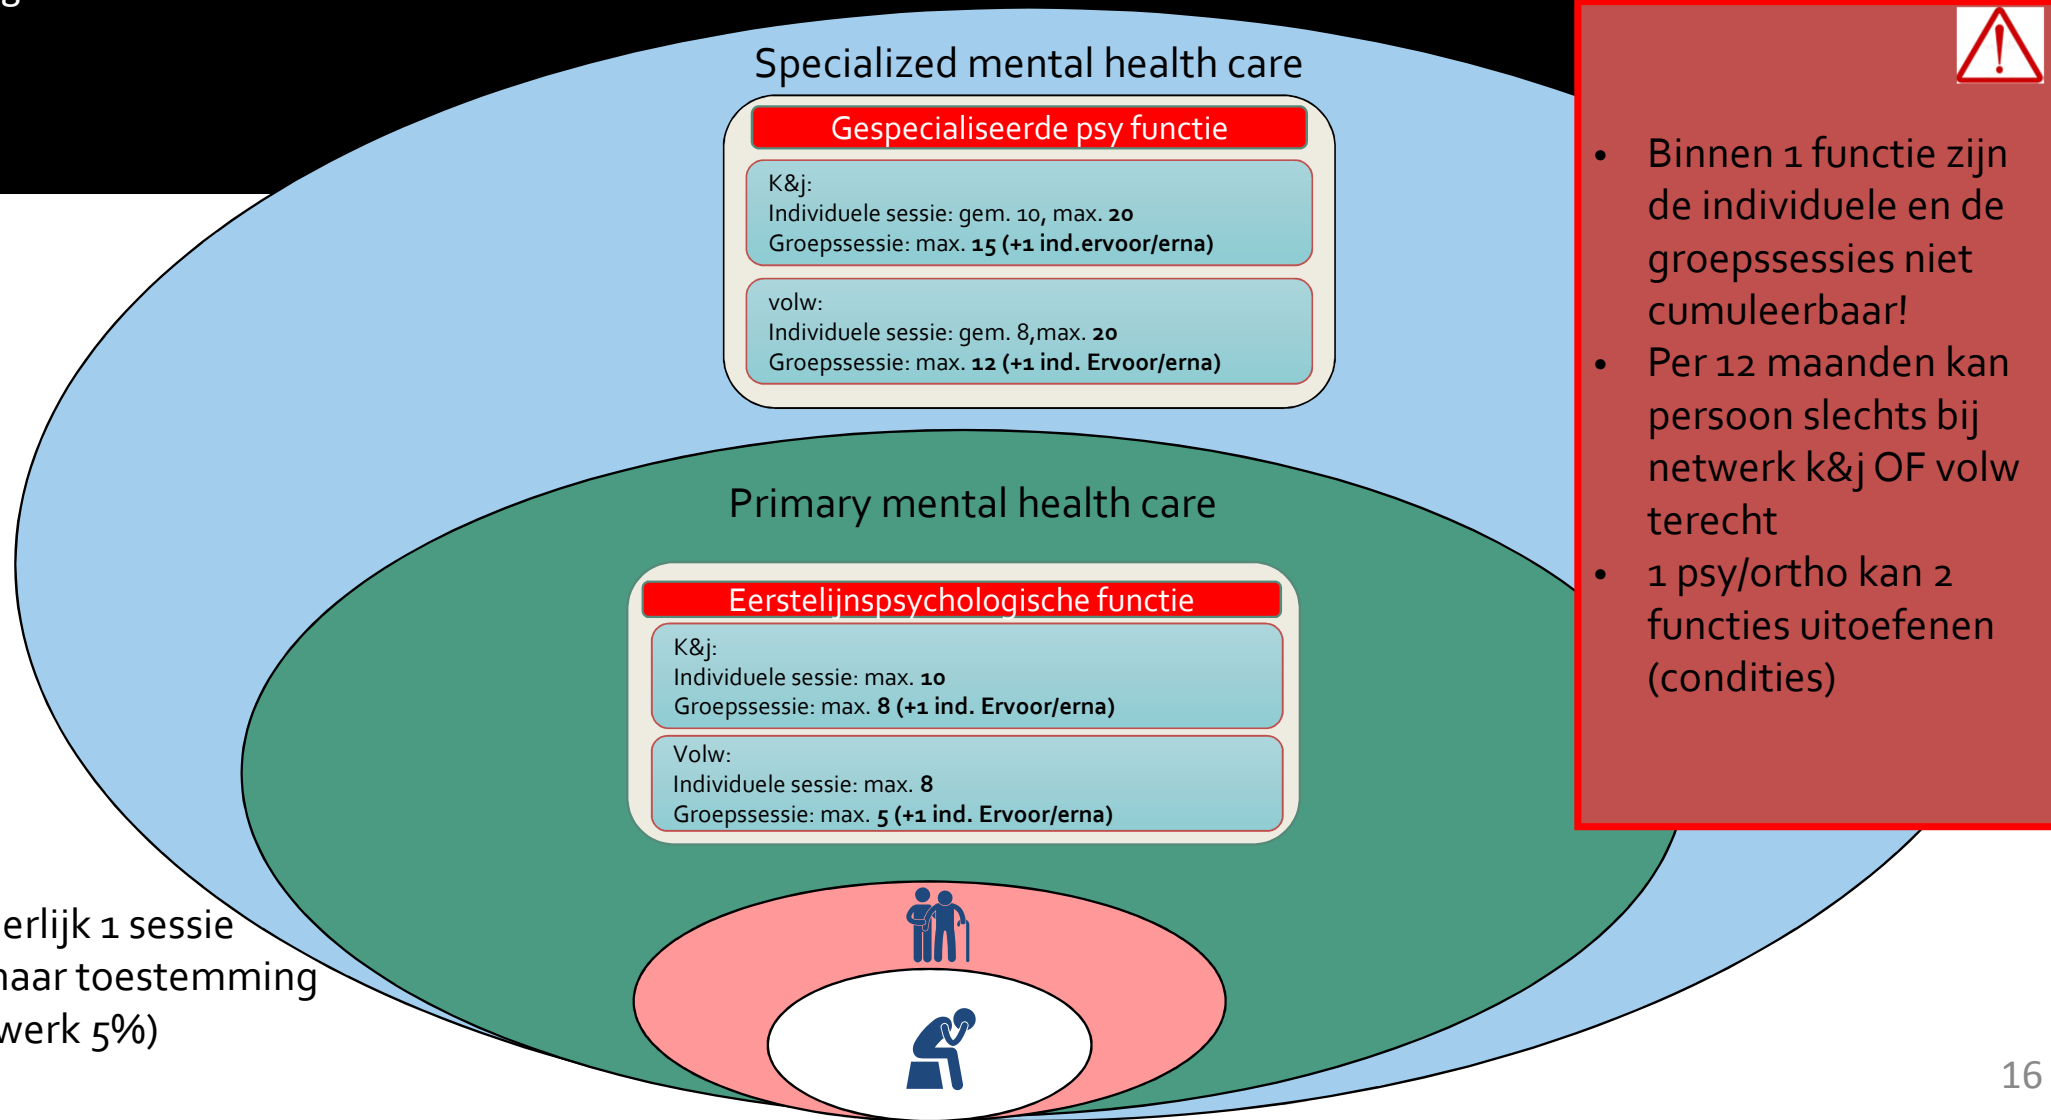 Specialized mental health care
Gespecialiseerde psy functie
K&j:
Individuele sessie: gem. 10, max. 20
Groepssessie: max. 15 (+1 ind.ervoor/erna)
volw:
Individuele sessie: gem. 8,max. 20
Groepssessie: max. 12 (+1 ind. Ervoor/erna)
Primary mental health care
Eerstelijnspsychologische functie
K&j:
Individuele sessie: max. 10
Groepssessie: max. 8 (+1 ind. Ervoor/erna)
Volw:
Individuele sessie: max. 8
Groepssessie: max. 5 (+1 ind. Ervoor/erna)
• Binnen 1 functie zijn
de individuele en de
groepssessies niet
cumuleerbaar!
• Per 12 maanden kan
persoon slechts bij
netwerk k&j OF volw
terecht
• 1 psy/ortho kan 2
functies uitoefenen
(condities)
erlijk 1 sessie
naar toestemming
werk 5%)
16